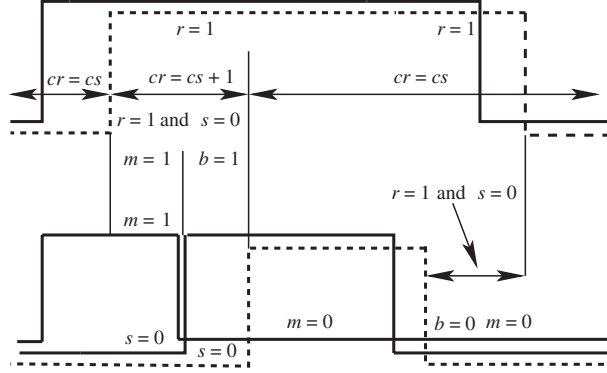 r = 1 r = 1
cr = cs cr = cs + 1 cr = cs
r = 1 and s = 0
m = 1 b = 1
r = 1 and s = 0
m = 1
m = 0 b = 0 m = 0
s = 0 s = 0